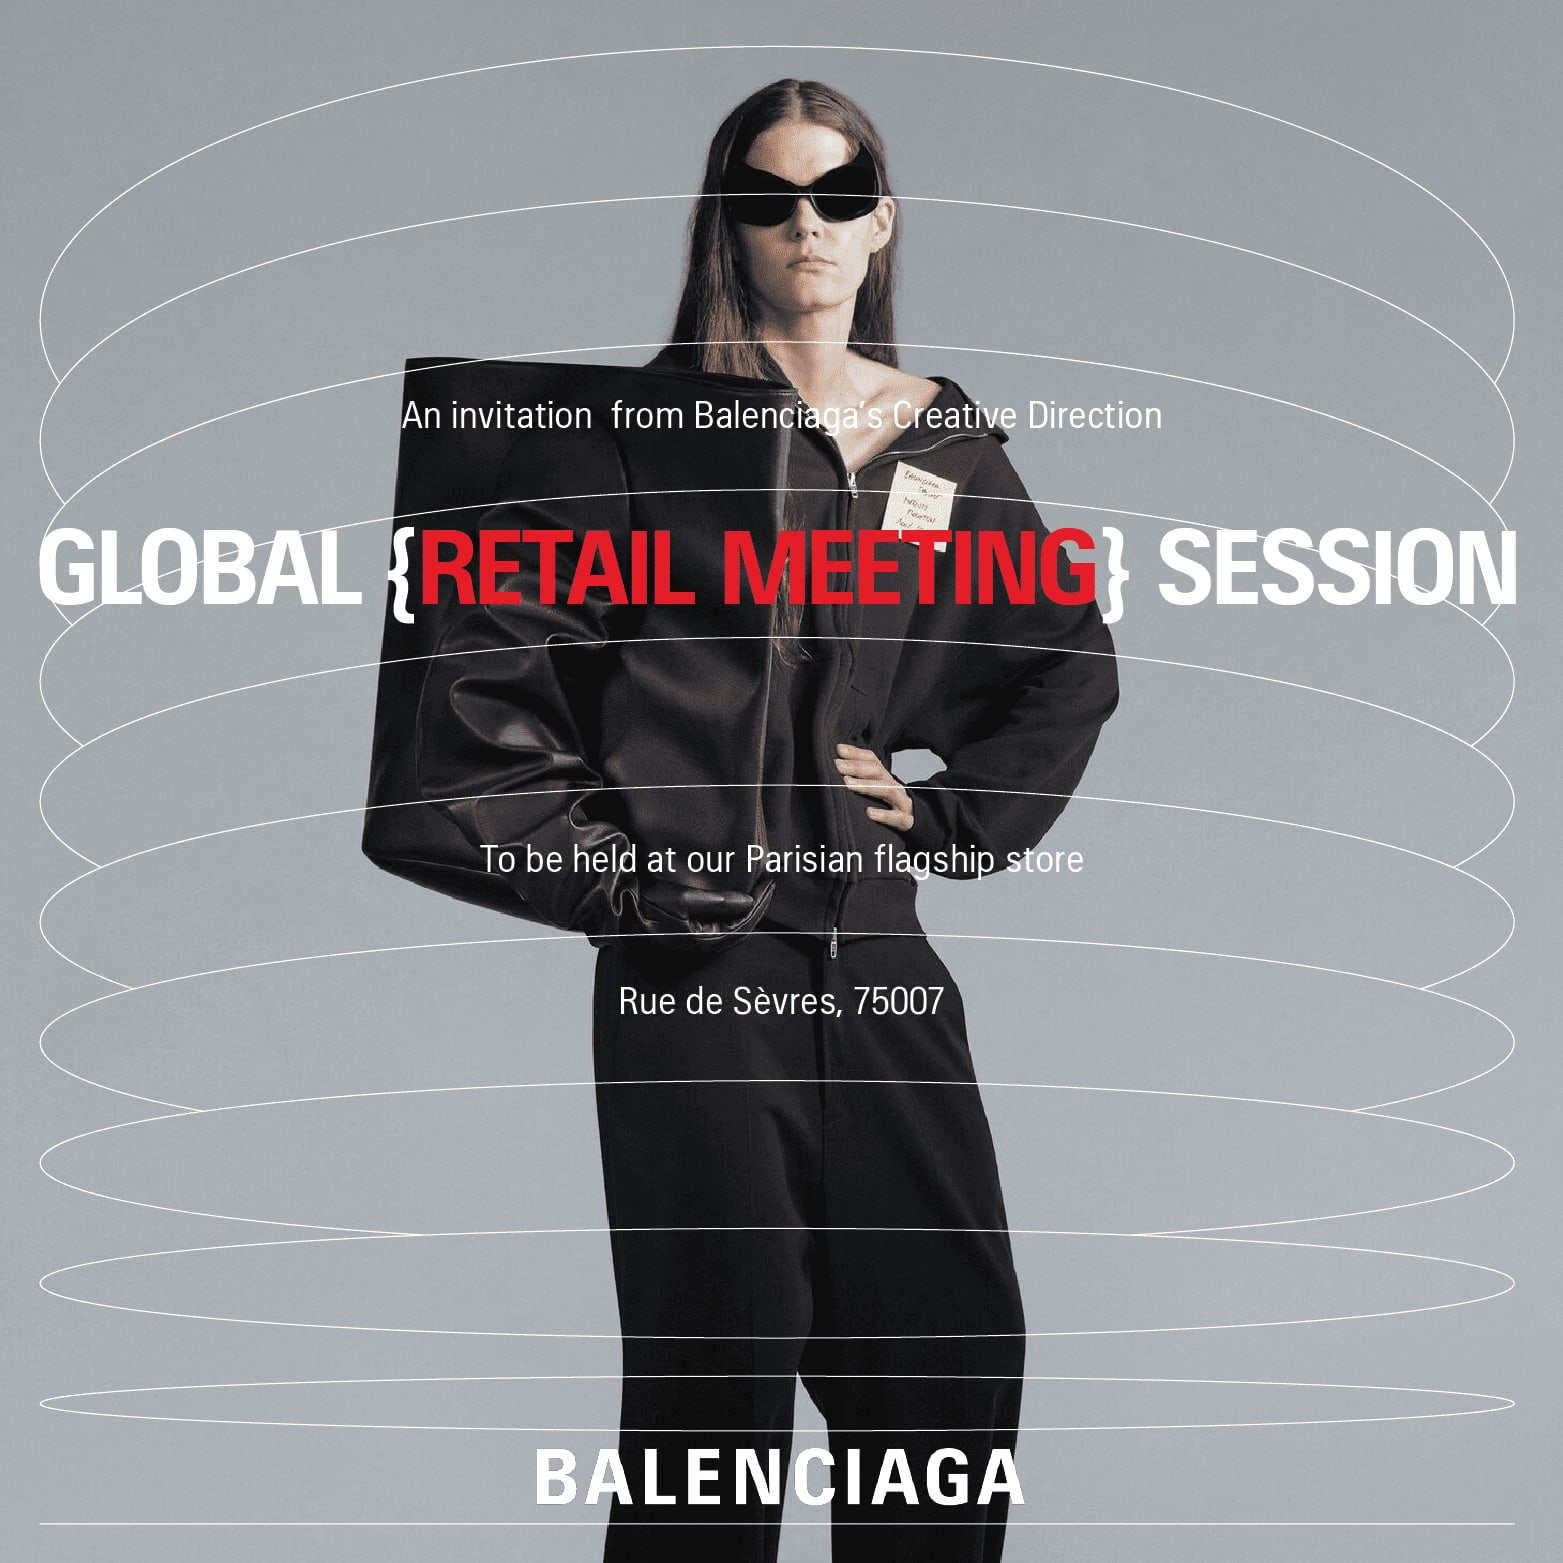 An invitation  from Balenciaga’s Creative Direction
GLOBAL {RETAIL MEETING} SESSION
To be held at our Parisian flagship store
Rue de Sèvres, 75007
BALENCIAGA